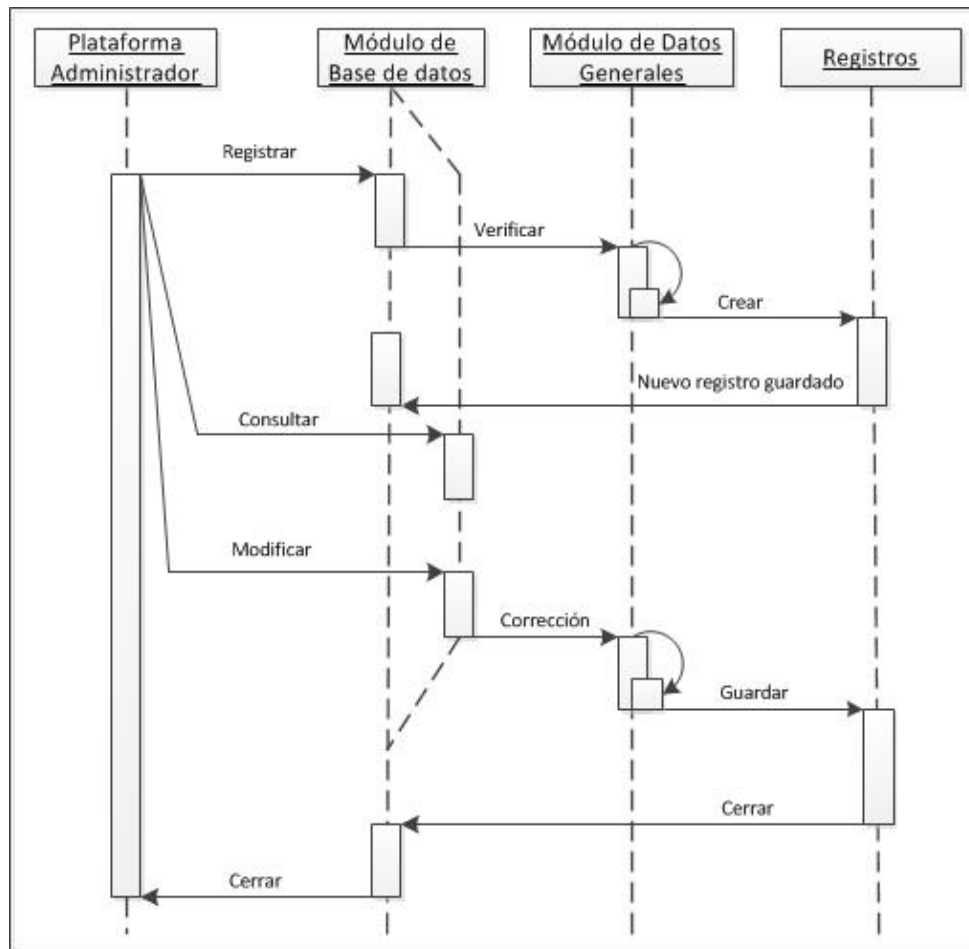 Plataforma
Administrador
Módulo de
Base de datos
Módulo de Datos
Generales
Registros
Registrar
Verificar
Crear
Nuevo registro guardado
Consultar
Modificar
Corrección
Guardar
Cerrar
Cerrar